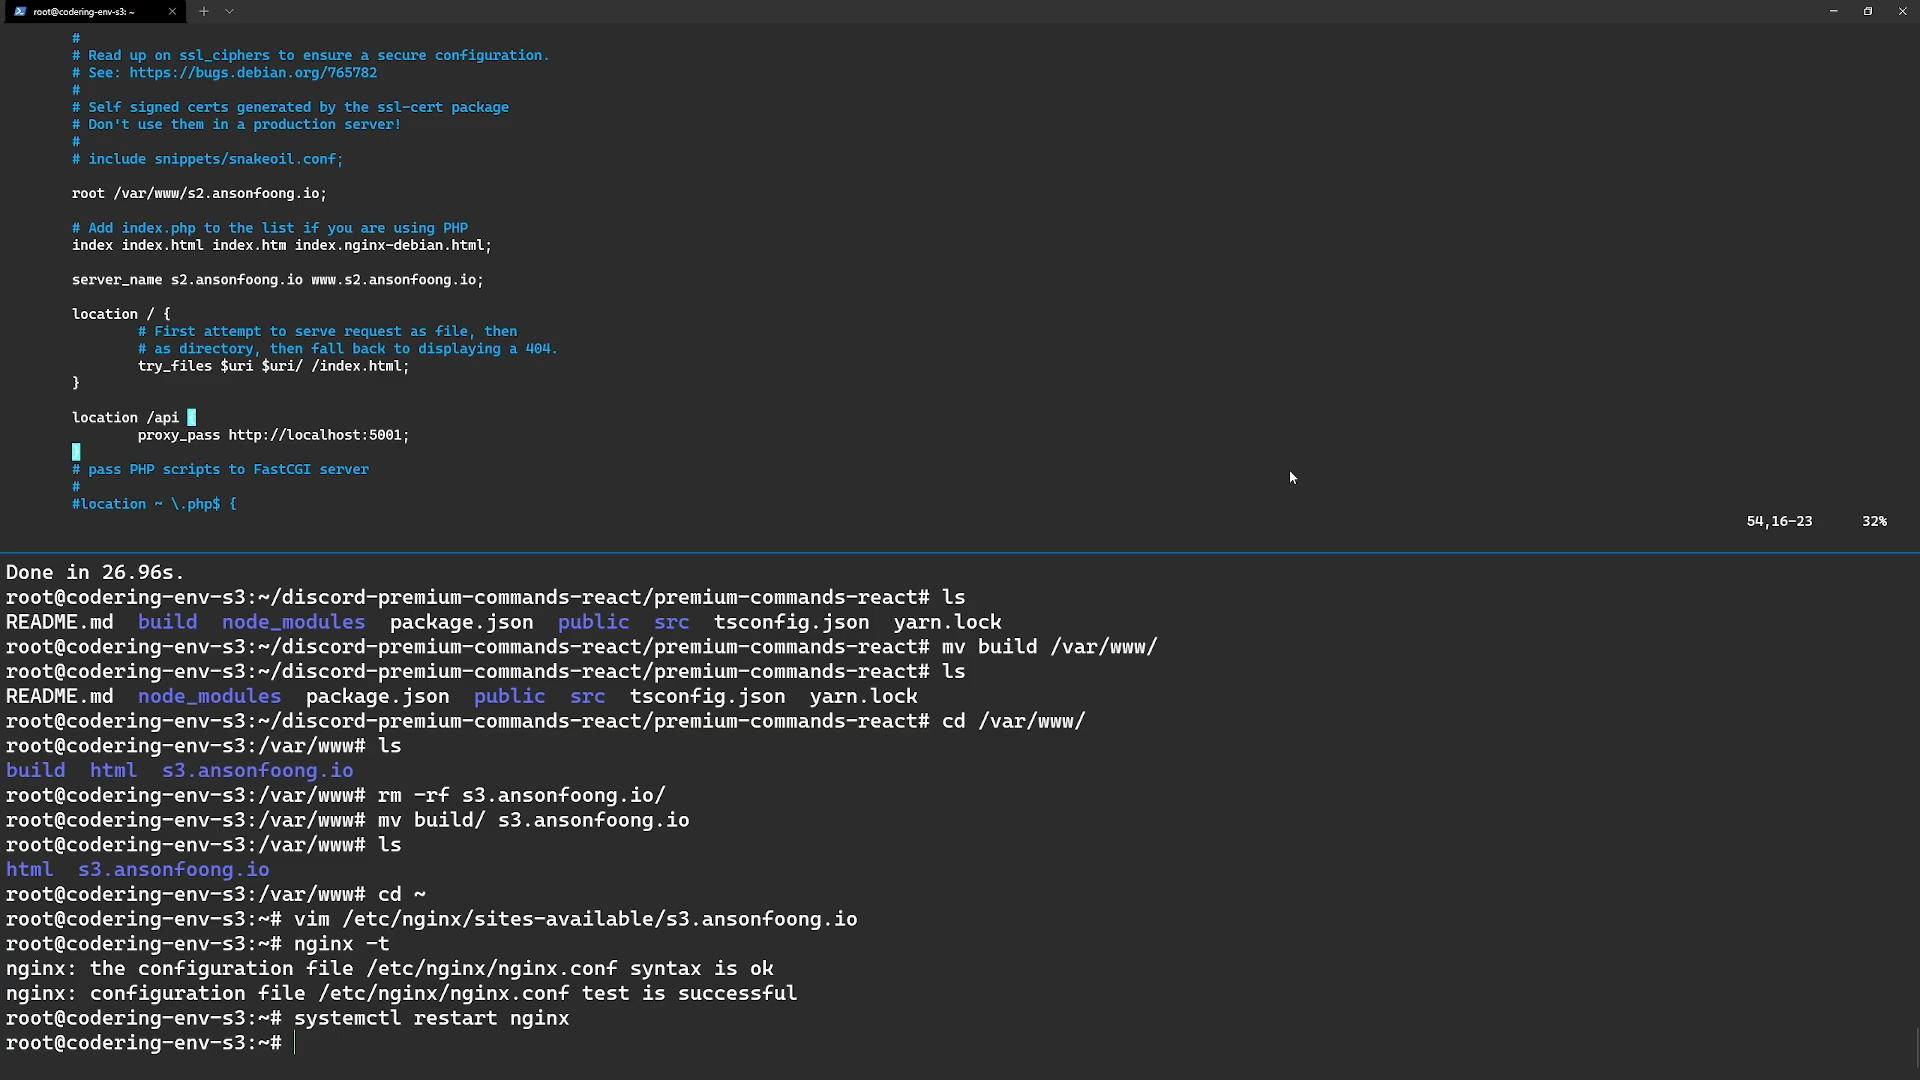 root@codering-env-s3: ~
#
# Read up on ssl_ciphers to ensure a secure configuration.
# See: https://bugs.debian.org/765782
#
# Self signed certs generated by the ssl-cert package
# Don't use them in a production server!
#
# include snippets/snakeoil.conf;
root /var/www/s2.ansonfoong.io;
# Add index.php to the list if you are using PHP
index index.html index.htm index.nginx-debian.html;
server_name s2.ansonfoong.io www.s2.ansonfoong.io;
location / {
# First attempt to serve request as file, then
# as directory, then fall back to displaying a 404.
try_files $uri $uri/ /index.html;
}
location /api {
proxy_pass http://localhost:5001;
}
# pass PHP scripts to FastCGI server
#
#location ~ \.php$ {
54,16-23 32%
Done in 26.96s.
root@codering-env-s3:~/discord-premium-commands-react/premium-commands-react# ls
README.md build node_modules package.json public src tsconfig.json yarn.lock
root@codering-env-s3:~/discord-premium-commands-react/premium-commands-react# mv build /var/www/
root@codering-env-s3:~/discord-premium-commands-react/premium-commands-react# ls
README.md node_modules package.json public src tsconfig.json yarn.lock
root@codering-env-s3:~/discord-premium-commands-react/premium-commands-react# cd /var/www/
root@codering-env-s3:/var/www# ls
build html s3.ansonfoong.io
root@codering-env-s3:/var/www# rm -rf s3.ansonfoong.io/
root@codering-env-s3:/var/www# mv build/ s3.ansonfoong.io
root@codering-env-s3:/var/www# ls
html s3.ansonfoong.io
root@codering-env-s3:/var/www# cd ~
root@codering-env-s3:~# vim /etc/nginx/sites-available/s3.ansonfoong.io
root@codering-env-s3:~# nginx -t
nginx: the configuration file /etc/nginx/nginx.conf syntax is ok
nginx: configuration file /etc/nginx/nginx.conf test is successful
root@codering-env-s3:~# systemctl restart nginx
root@codering-env-s3:~#